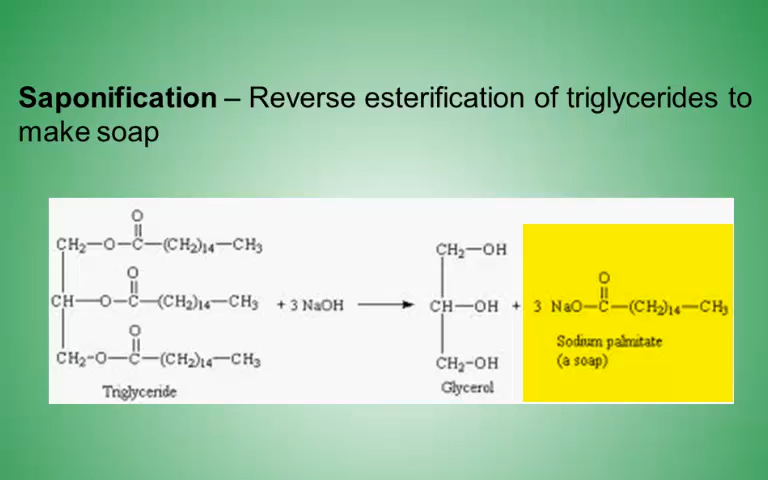 Saponification – Reverse esterification of triglycerides to
make soap
O
CH₂—O—C—(CH₂)₁₄—CH₃
O
CH—O—C—(CH₂)₁₄—CH₃ + 3 NaOH
O
CH₂-O—C—(CH₂)₁₄—CH₃
Triglyceride
CH₂—OH
CH—OH +
CH₂-OH
Glycerol
O
3 NaO—C—(CH₂)₁₄—CH₃
Sodium palmitate
(a soap)